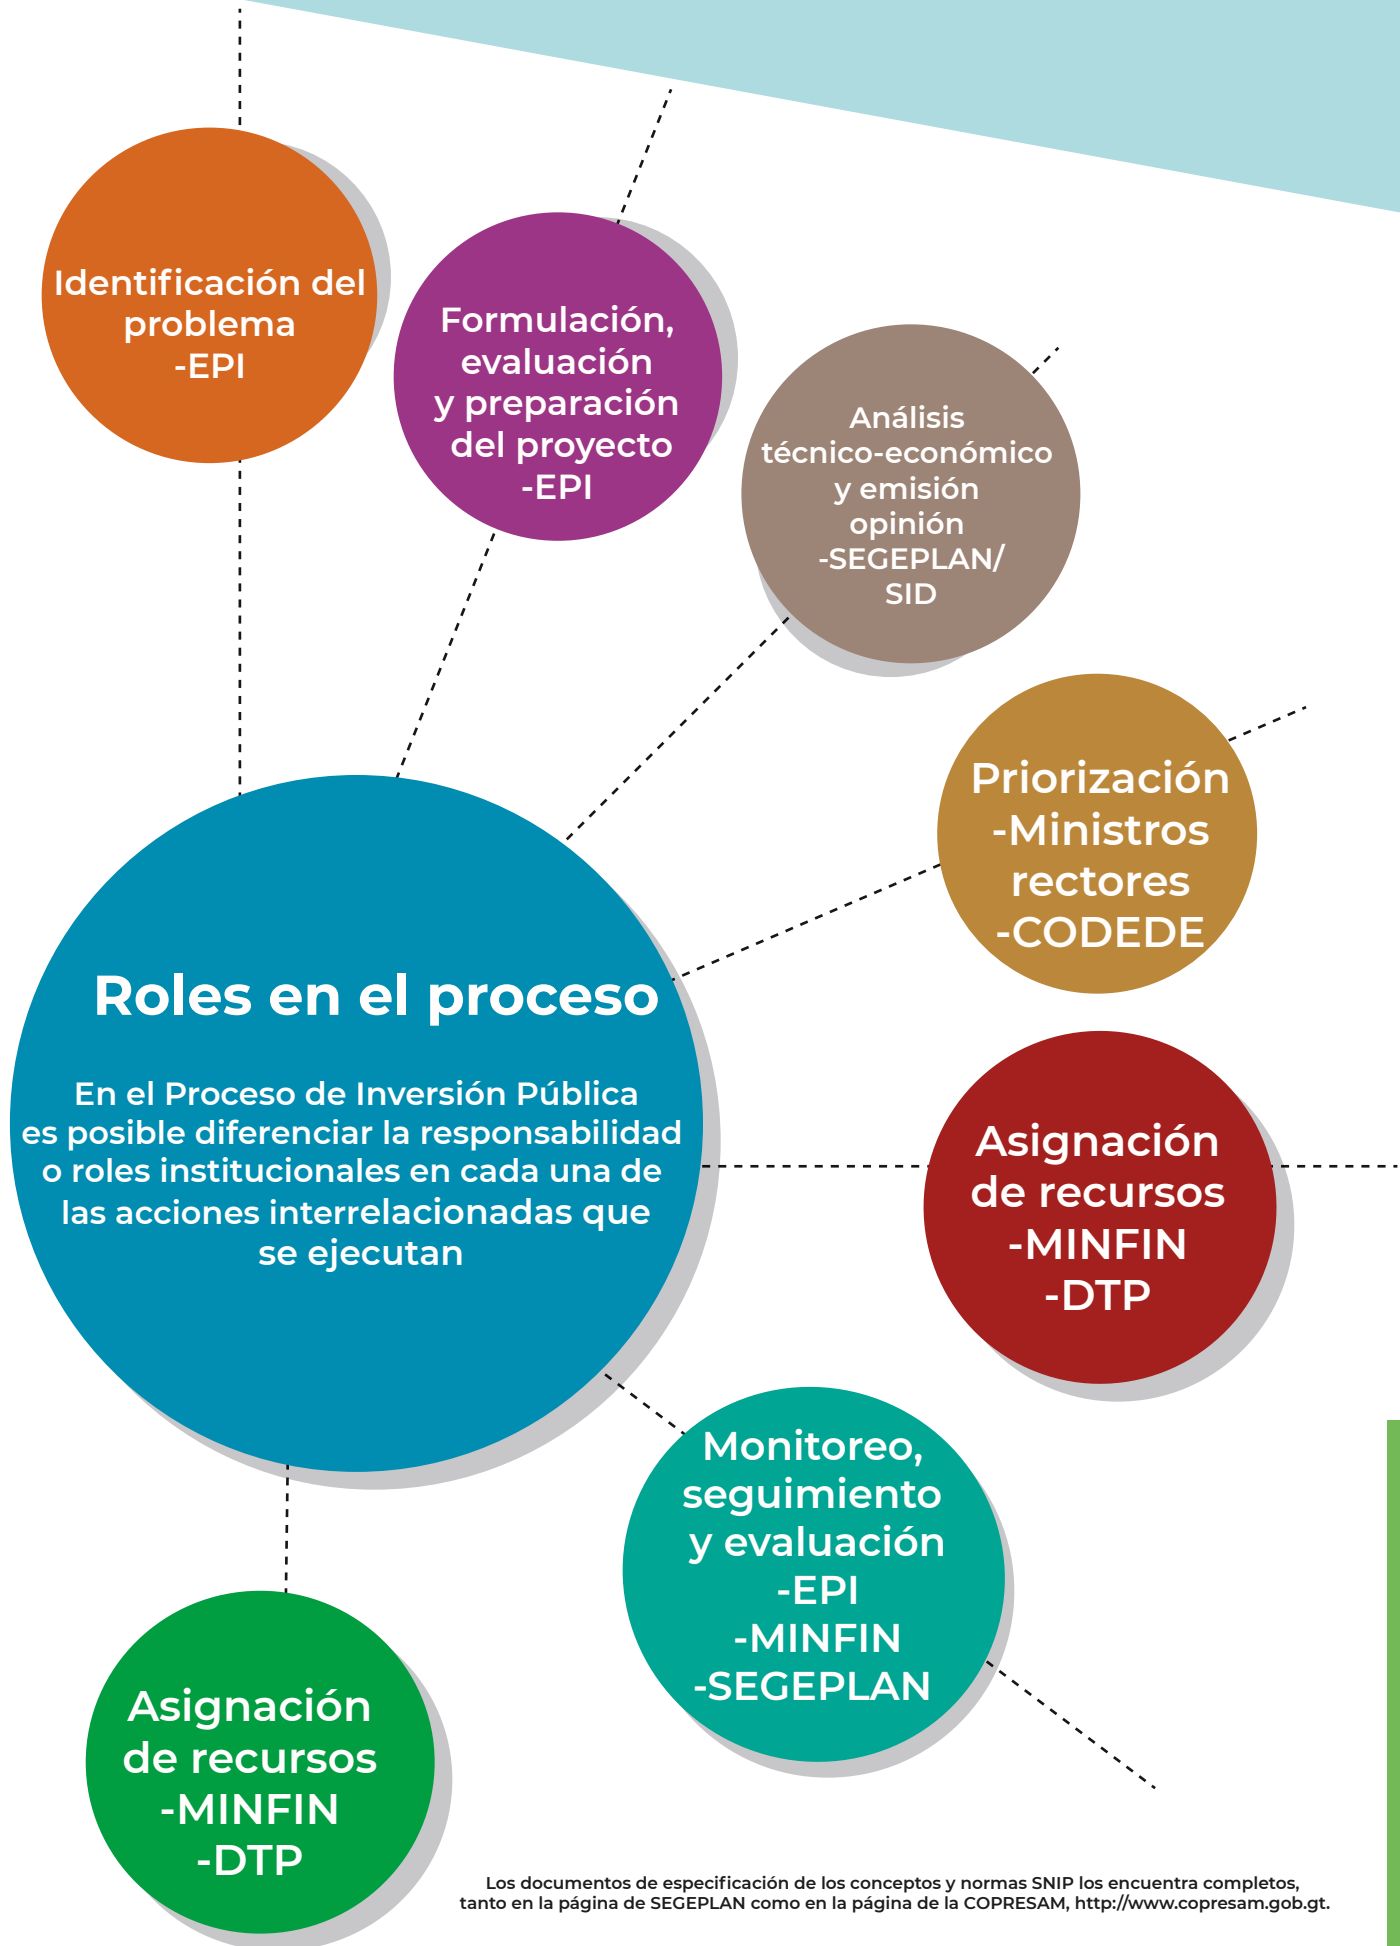 Identificación del
problema
-EPI
Formulación,
evaluación
y preparación
del proyecto
-EPI
Análisis
técnico-económico
y emisión
opinión
-SEGEPLAN/
SID
Priorización
-Ministros
rectores
-CODEDE
Roles en el proceso
En el Proceso de Inversión Pública
es posible diferenciar la responsabilidad
o roles institucionales en cada una de
las acciones interrelacionadas que
se ejecutan
Asignación
de recursos
-MINFIN
-DTP
Monitoreo,
seguimiento
y evaluación
-EPI
-MINFIN
-SEGEPLAN
Asignación
de recursos
-MINFIN
-DTP
Los documentos de especificación de los conceptos y normas SNIP los encuentra completos,
tanto en la página de SEGEPLAN como en la página de la COPRESAM, http://www.copresam.gob.gt.